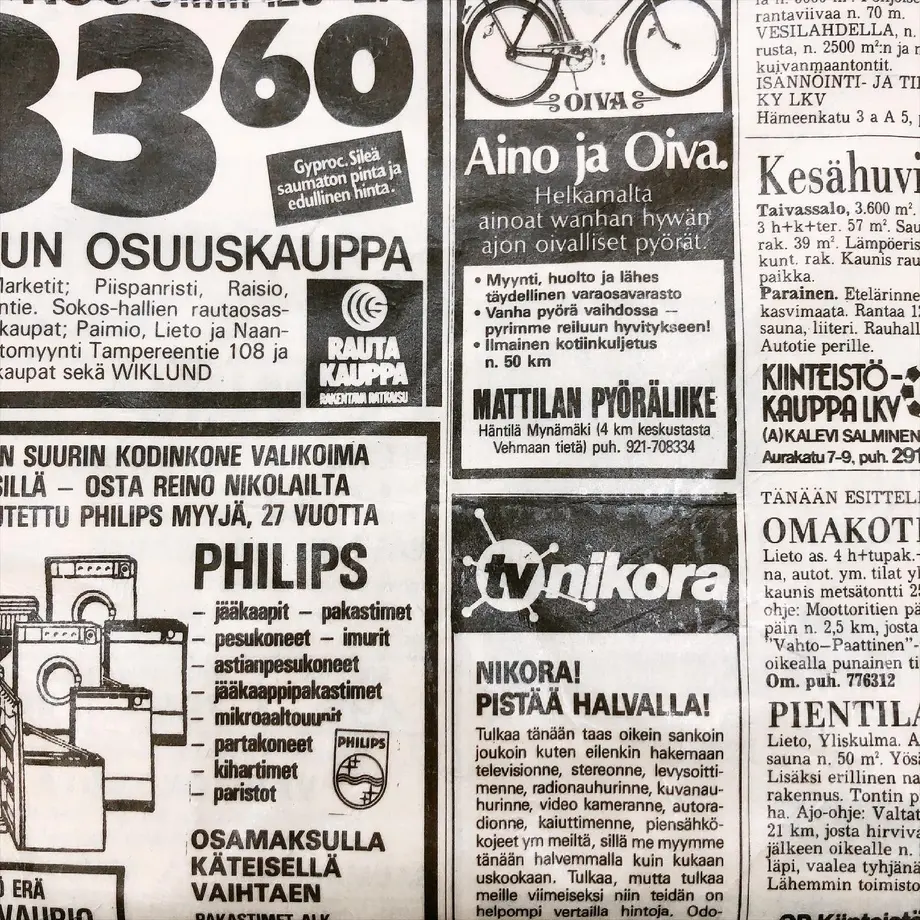 3360
Gyproc. Sileä
saumaton pinta ja
edullinen hinta.
UN OSUUSKAUPPA
Marketit; Piispanristi, Raisio,
ntie. Sokos-hallien rautaosas-
kaupat; Paimio, Lieto ja Naan-
tomyynti Tampereentie 108 ja
kaupat sekä WIKLUND
RAUTA
KAUPPA
RAKENTAVA RATKAISU
N SUURIN KODINKONE VALIKOIMA
SILLÄ – OSTA REINO NIKOLAILTA
UTETTU PHILIPS MYYJÄ, 27 VUOTTA
PHILIPS
– jääkaapit – pakastimet
– pesukoneet – imurit
– astianpesukoneet
– jääkaappipakastimet
– mikroaaltouunit
– partakoneet
– kihartimet
– paristot
PHILIPS
OSAMAKSULLA
KÄTEISELLÄ
VAIHTAEN
PAKASTIMET ALK.
Ö ERÄ
VAURIO
OIVA
Aino ja Oiva.
Helkamalta
ainoat wanhan hywän
ajon oivalliset pyörät.
• Myynti, huolto ja lähes
täydellinen varaosavarasto
• Vanha pyörä vaihdossa —
pyrimme reiluun hyvitykseen!
• Ilmainen kotiinkuljetus
n. 50 km
MATTILAN PYÖRÄLIIKE
Häntilä Mynämäki (4 km keskustasta
Vehmaan tietä) puh. 921-708334
tv nikora
NIKORA!
PISTÄÄ HALVALLA!
Tulkaa tänään taas oikein sankoin
joukoin kuten eilenkin hakemaan
televisionne, stereonne, levysoitti-
menne, radionauhurinne, kuvanau-
hurinne, video kameranne, autora-
dionne, kaiuttimenne, piensähkö-
kojeet ym meiltä, sillä me myymme
tänään halvemmalla kuin kukaan
uskookaan. Tulkaa, mutta tulkaa
meille viimeiseksi niin teidän on
helpompi vertailla hintoja. Odo-
rantaviivaa n. 70 m.
VESILAHDELLA, n.
rusta, n. 2500 m²:n ja
kuivanmaantontit.
ISÄNNÖINTI- JA
KY LKV
Hämeenkatu 3 a A 5,
Kesähuvi
Taivassalo, 3.600 m².
3 h+k+ter. 57 m². Sau
rak. 39 m². Lämpöeris
kunt. rak. Kaunis rau
paikka.
Parainen. Etelärinne
kasvimaata. Rantaa
sauna, liiteri. Rauhall
Autotie perille.
KIINTEISTÖ-
KAUPPA LKV
(A) KALEVI SALMINEN
Aurakatu 7-9, puh. 291
TÄNÄÄN ESITTELÄ
OMAKOTI
Lieto as. 4 h+tupak.
na, autot. ym. tilat
kaunis metsätontti
ohje: Moottoritien
päin n. 2,5 km, josta
"Vahto–Paattinen"-
oikealla punainen
Om. puh. 776312
PIENTILA
Lieto, Yliskulma. A
sauna n. 50 m². Yös
Lisäksi erillinen na
rakennus. Tontin p
ha. Ajo-ohje: Valtat
21 km, josta hirviva
jälkeen oikealle n.
läpi, vaalea tyhjänä
Lähemmin toimisto